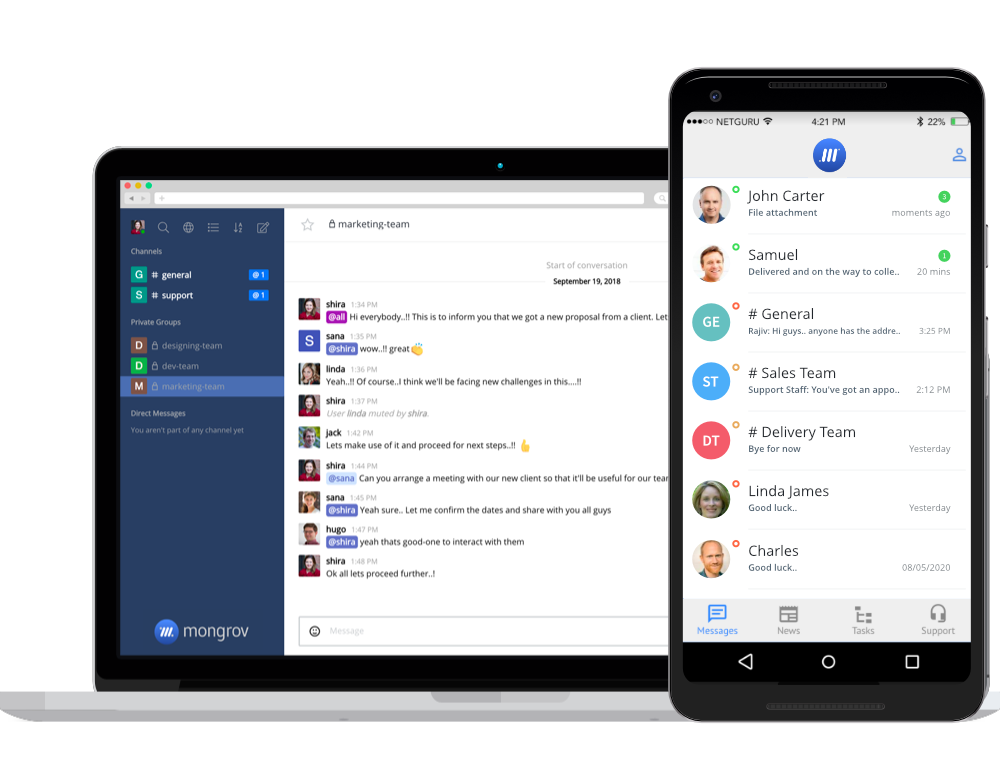 Channels
G # general @ 1
S # support @ 1
Private Groups
D designing-team
D dev-team
M marketing-team
Direct Messages
You aren't part of any channel yet
mongrov
marketing-team
Start of conversation
September 19, 2018
shira 1:34 PM
@all Hi everybody..!! This is to inform you that we got a new proposal from a client. Let
S
sana 1:35 PM
@shira wow..!! great👏
linda 1:36 PM
Yeah..!! Of course..I think we'll be facing new challenges in this....!!
shira 1:37 PM
User linda muted by shira.
jack 1:42 PM
Lets make use of it and proceed for next steps..!! 👍
shira 1:44 PM
@sana Can you arrange a meeting with our new client so that it'll be useful for our tear
sana 1:45 PM
@shira Yeah sure.. Let me confirm the dates and share with you all guys
hugo 1:47 PM
@shira yeah thats good-one to interact with them
shira 1:48 PM
Ok all lets proceed further..!
Message
NETGURU 4:21 PM 22%
John Carter 3
File attachment moments ago
Samuel 1
Delivered and on the way to colle.. 20 mins
GE
# General
Rajiv: Hi guys.. anyone has the addre.. 3:25 PM
ST
# Sales Team
Support Staff: You've got an appo.. 2:12 PM
DT
# Delivery Team
Bye for now Yesterday
Linda James
Good luck.. Yesterday
Charles
Good luck.. 08/05/2020
Messages News Tasks Support